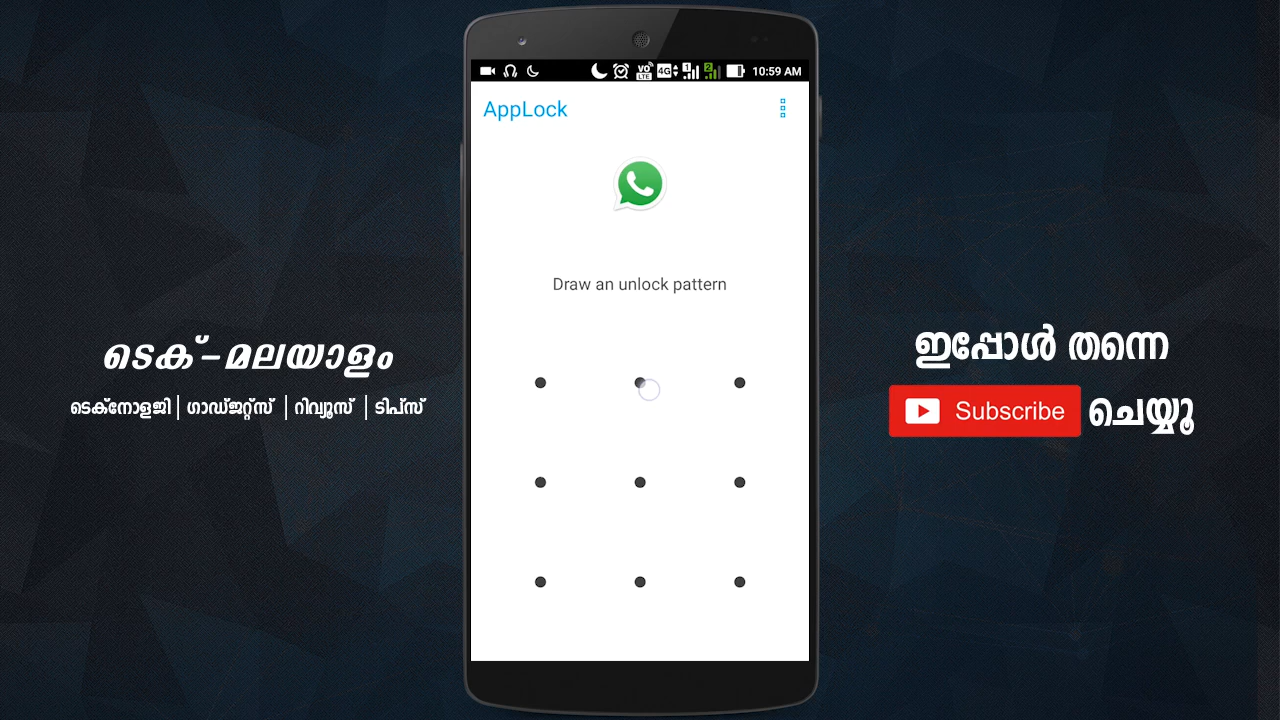 10:59 AM
AppLock
Draw an unlock pattern
ടെക്-മലയാളം
ടെക്നോളജി | ഗാഡ്ജറ്റ്സ് | റിവ്യൂസ് | ടിപ്സ്
ഇപ്പോൾ തന്നെ
Subscribe ചെയ്യൂ